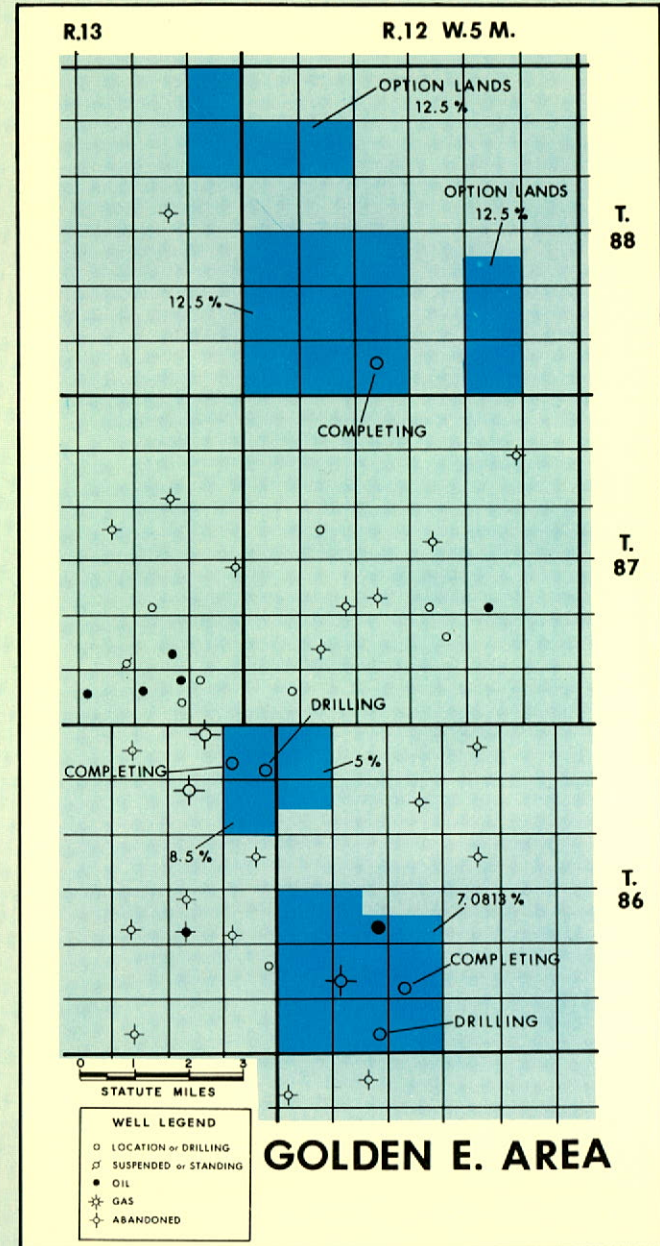 R.13
R.12 W.5 M.
OPTION LANDS
12.5 %
OPTION LANDS
12.5 %
T.
88
12.5 %
COMPLETING
T.
87
DRILLING
COMPLETING
5 %
8.5 %
T.
86
7.0813 %
COMPLETING
DRILLING
0 2 3
STATUTE MILES
WELL LEGEND
LOCATION or DRILLING
SUSPENDED or STANDING
OIL
GAS
ABANDONED
GOLDEN E. AREA